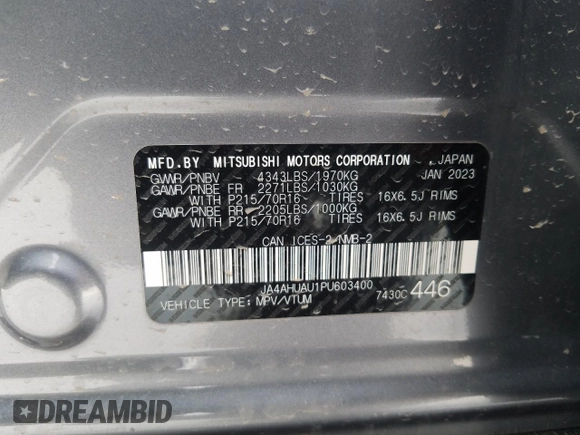 MFD.BY MITSUBISHI MOTORS CORPORATION , JAPAN
GVWR/PNBV 4343LBS/1970KG JAN 2023
GAWR/PNBE FR 2271LBS/1030KG
WITH P215/70R16 TIRES 16X6.5J RIMS
GAWR/PNBE RR 2205LBS/1000KG
WITH P215/70R16 TIRES 16X6.5J RIMS
CAN ICES-2/NMB-2
JA4AHUAU1PU603400
VEHICLE TYPE: MPV/VTUM 7430C 446
DREAMBID